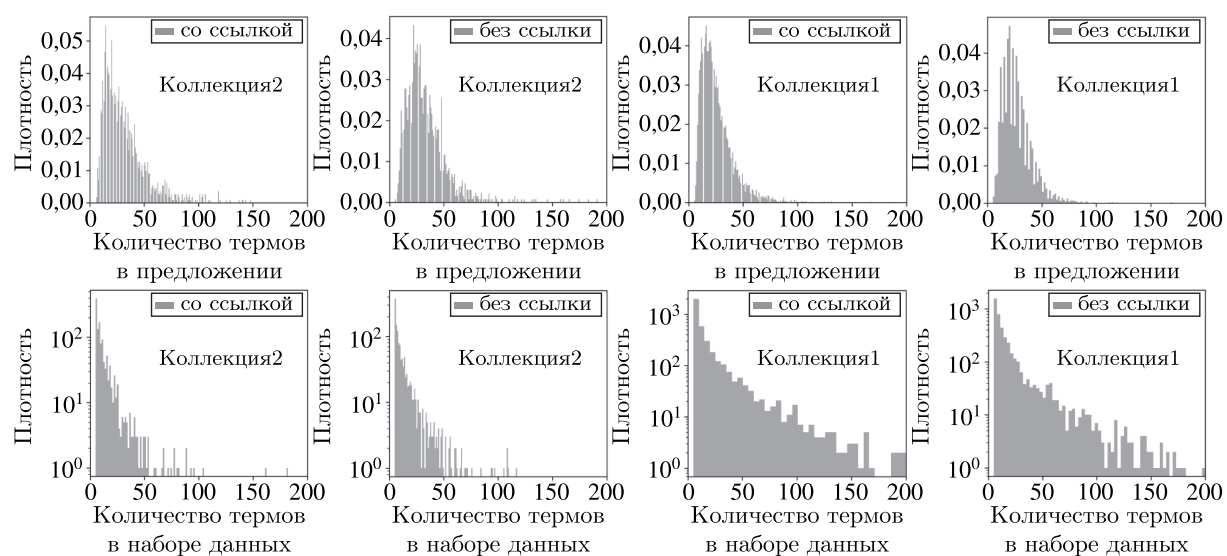 Плотность
0,05
0,04
0,03
0,02
0,01
0,00
со ссылкой
Коллекция2
0 50 100 150 200
Количество термов
в предложении
Плотность
0,04
0,03
0,02
0,01
0,00
без ссылки
Коллекция2
0 50 100 150 200
Количество термов
в предложении
Плотность
0,04
0,03
0,02
0,01
0,00
со ссылкой
Коллекция1
0 50 100 150 200
Количество термов
в предложении
Плотность
0,04
0,03
0,02
0,01
0,00
без ссылки
Коллекция1
0 50 100 150 200
Количество термов
в предложении
Плотность
10²
10¹
10⁰
со ссылкой
Коллекция2
0 50 100 150 200
Количество термов
в наборе данных
Плотность
10²
10¹
10⁰
без ссылки
Коллекция2
0 50 100 150 200
Количество термов
в наборе данных
Плотность
10³
10²
10¹
10⁰
со ссылкой
Коллекция1
0 50 100 150 200
Количество термов
в наборе данных
Плотность
10³
10²
10¹
10⁰
без ссылки
Коллекция1
0 50 100 150 200
Количество термов
в наборе данных